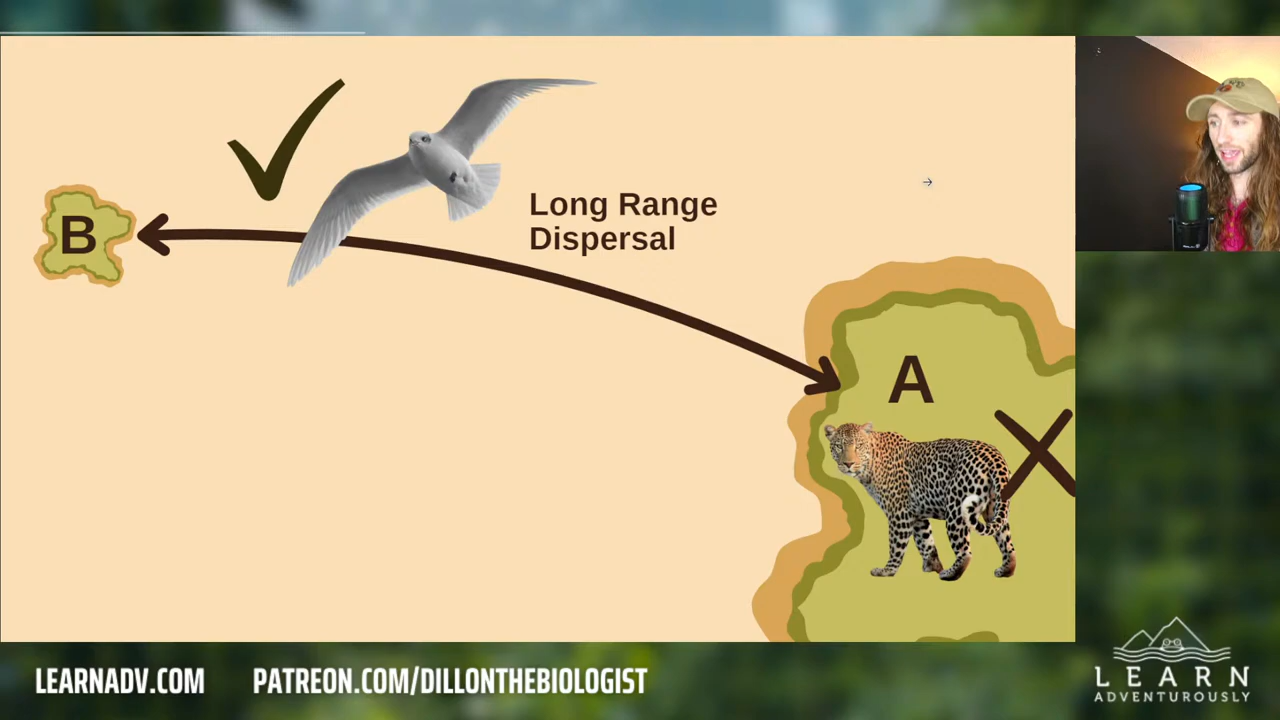 B
Long Range
Dispersal
A
LEARNADV.COM
PATREON.COM/DILLONTHEBIOLOGIST
LEARN
ADVENTUROUSLY